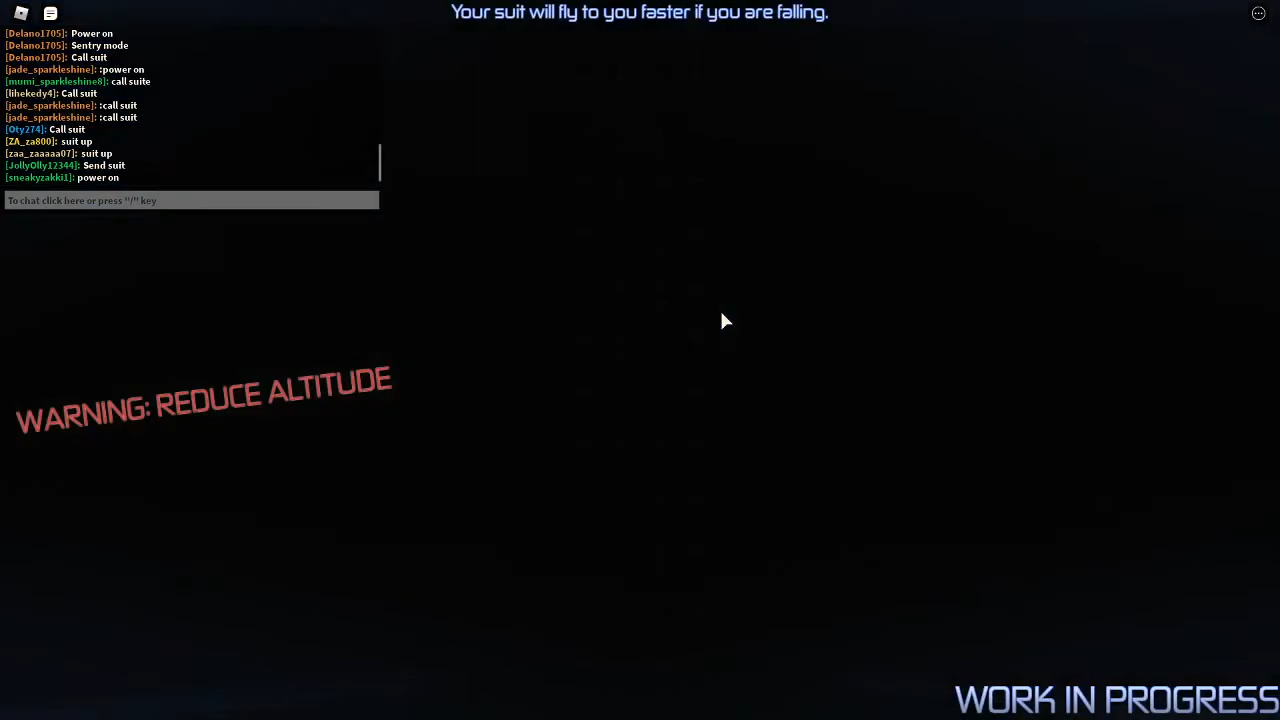 Your suit will fly to you faster if you are falling.
[Delano1705]: Power on
[Delano1705]: Sentry mode
[Delano1705]: Call suit
[jade_sparkleshine]: :power on
[mumi_sparkleshine8]: call suite
[lihekedy4]: Call suit
[jade_sparkleshine]: :call suit
[jade_sparkleshine]: :call suit
[Oty274]: Call suit
[ZA_za800]: suit up
[zaa_zaaaaa07]: suit up
[JollyOlly12344]: Send suit
[sneakyzakki1]: power on
To chat click here or press "/" key
WARNING: REDUCE ALTITUDE
WORK IN PROGRESS